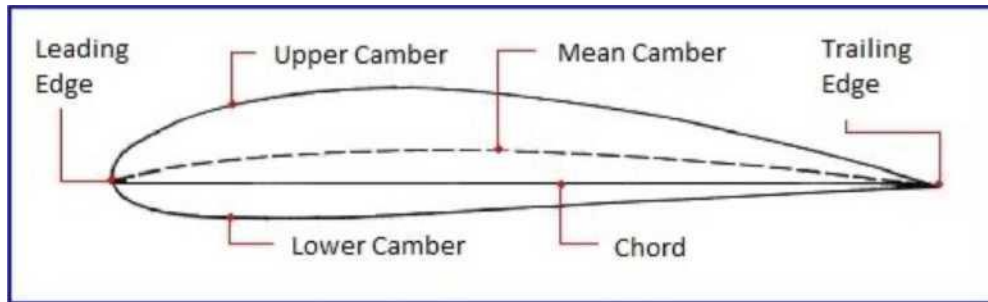 Leading
Edge
Upper Camber
Mean Camber
Trailing
Edge
Lower Camber
Chord